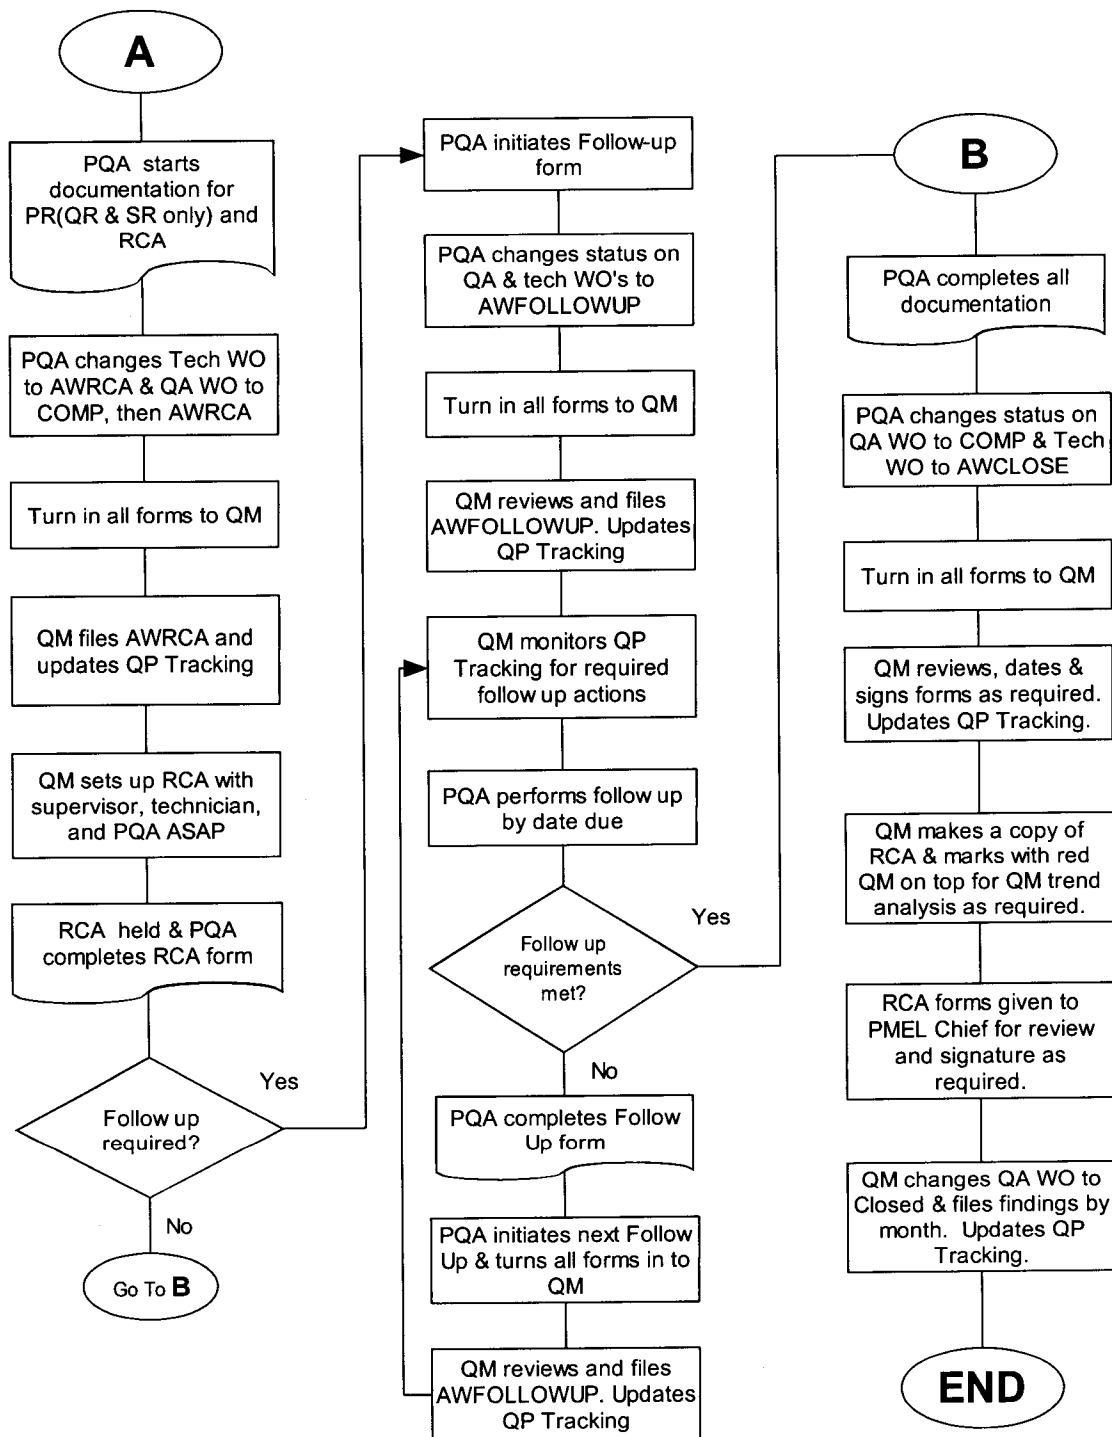 A
PQA starts
documentation for
PR(QR & SR only) and
RCA
PQA changes Tech WO
to AWRCA & QA WO to
COMP, then AWRCA
Turn in all forms to QM
QM files AWRCA and
updates QP Tracking
QM sets up RCA with
supervisor, technician,
and PQA ASAP
RCA held & PQA
completes RCA form
Follow up
required?
Yes
No
Go To B
PQA initiates Follow-up
form
PQA changes status on
QA & tech WO's to
AWFOLLOWUP
Turn in all forms to QM
QM reviews and files
AWFOLLOWUP. Updates
QP Tracking
QM monitors QP
Tracking for required
follow up actions
PQA performs follow up
by date due
Follow up
requirements
met?
Yes
No
PQA completes Follow
Up form
PQA initiates next Follow
Up & turns all forms in to
QM
QM reviews and files
AWFOLLOWUP. Updates
QP Tracking
B
PQA completes all
documentation
PQA changes status on
QA WO to COMP & Tech
WO to AWCLOSE
Turn in all forms to QM
QM reviews, dates &
signs forms as required.
Updates QP Tracking.
QM makes a copy of
RCA & marks with red
QM on top for QM trend
analysis as required.
RCA forms given to
PMEL Chief for review
and signature as
required.
QM changes QA WO to
Closed & files findings by
month. Updates QP
Tracking.
END